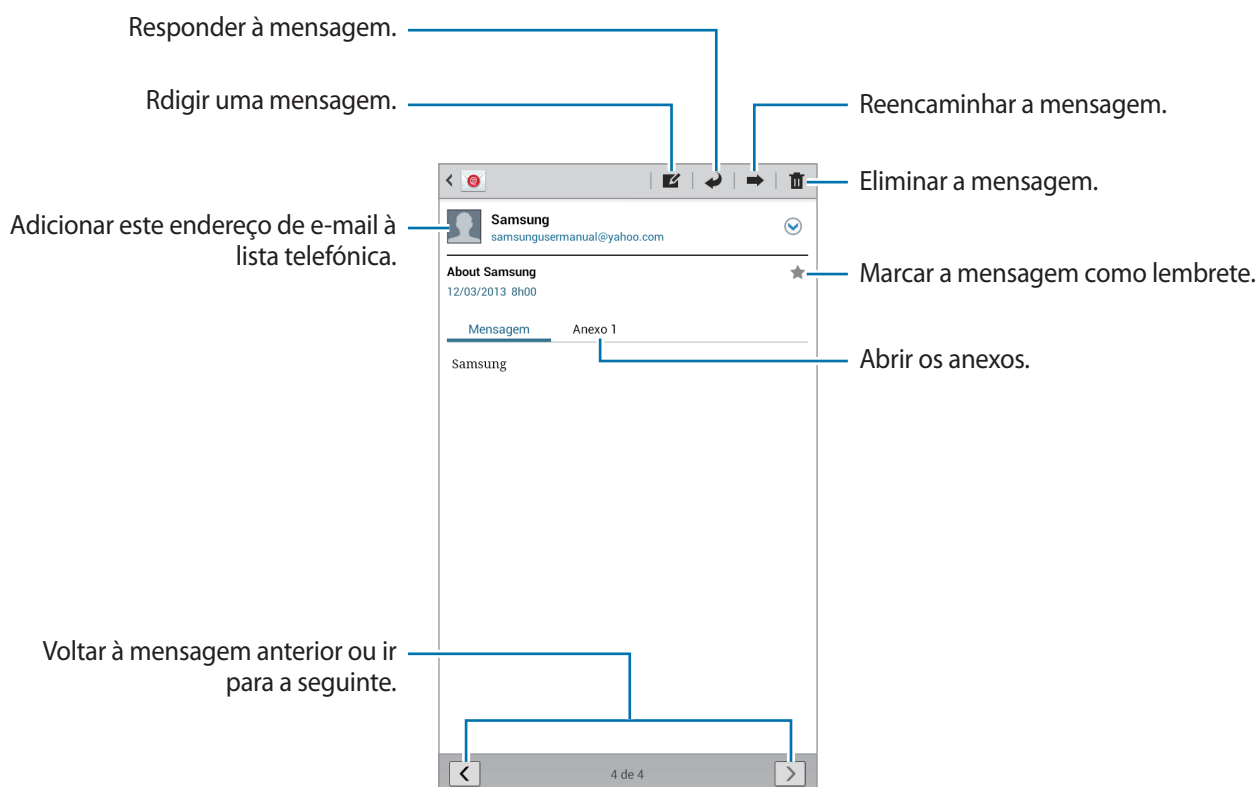 Responder à mensagem.
Rdigir uma mensagem.
Reencaminhar a mensagem.
Eliminar a mensagem.
Adicionar este endereço de e-mail à
lista telefónica.
Samsung
samsungusermanual@yahoo.com
About Samsung
12/03/2013 8h00
Marcar a mensagem como lembrete.
Mensagem Anexo 1
Abrir os anexos.
Samsung
Voltar à mensagem anterior ou ir
para a seguinte.
4 de 4